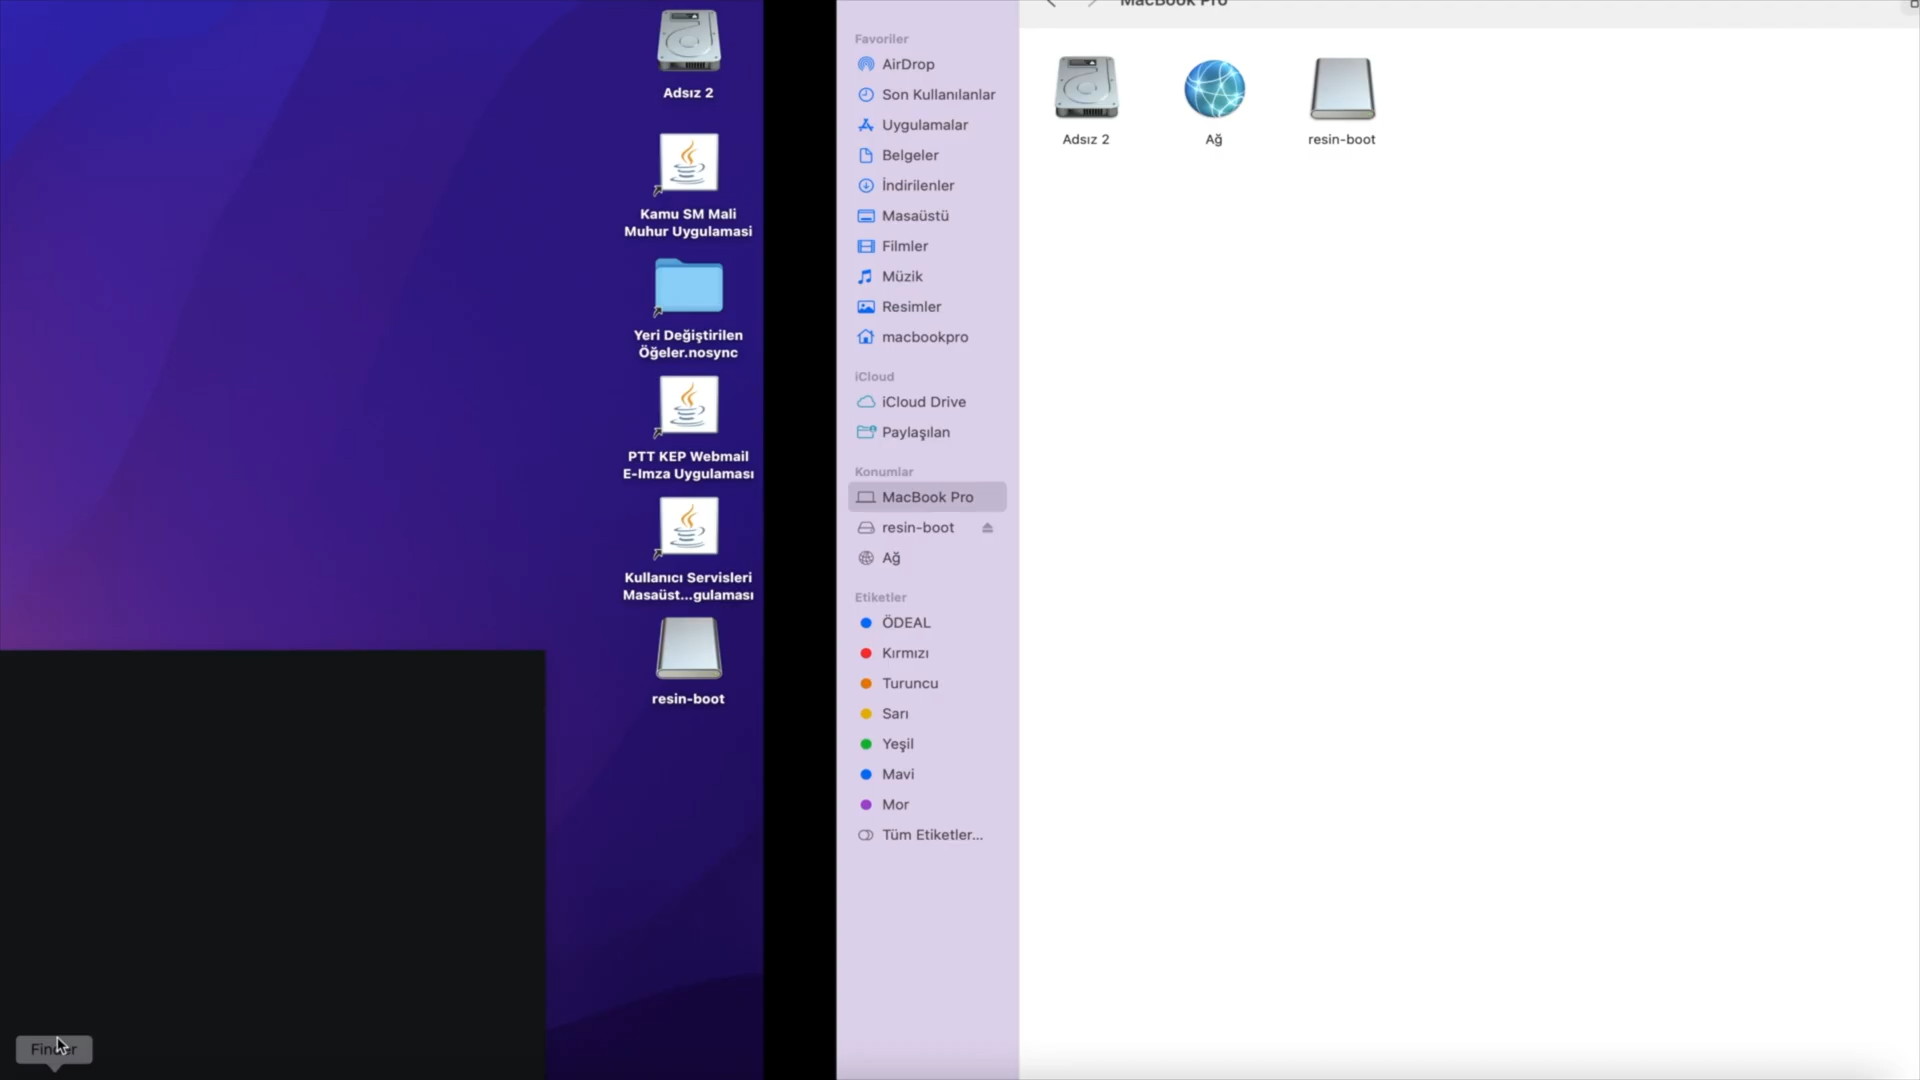 Adsız 2
Kamu SM Mali
Muhur Uygulamasi
Yeri Değiştirilen
Öğeler.nosync
PTT KEP Webmail
E-Imza Uygulaması
Kullanıcı Servisleri
Masaüst...gulaması
resin-boot
Finder
Favoriler
AirDrop
Son Kullanılanlar
Uygulamalar
Belgeler
İndirilenler
Masaüstü
Filmler
Müzik
Resimler
macbookpro
iCloud
iCloud Drive
Paylaşılan
Konumlar
MacBook Pro
resin-boot
Ağ
Etiketler
ÖDEAL
Kırmızı
Turuncu
Sarı
Yeşil
Mavi
Mor
Tüm Etiketler...
MacBook Pro
Adsız 2
Ağ
resin-boot